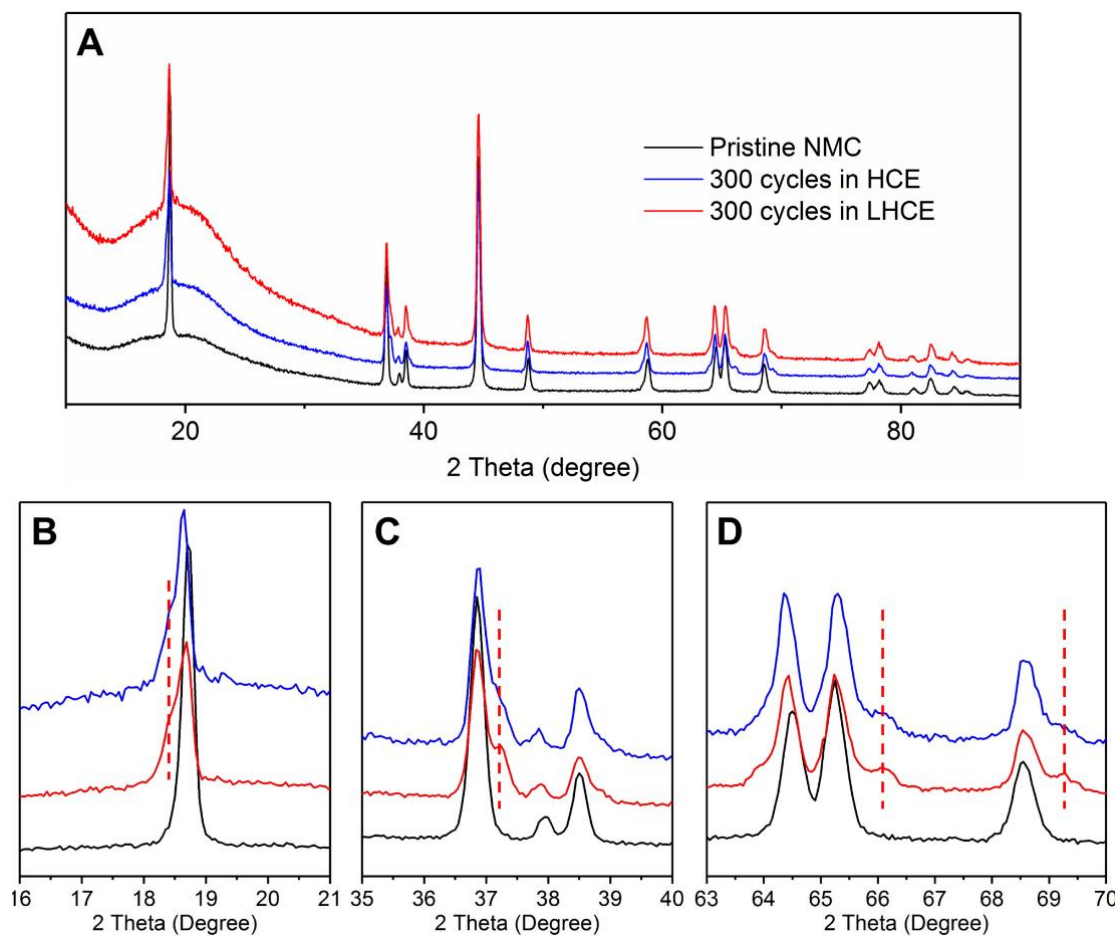 A
Pristine NMC
300 cycles in HCE
300 cycles in LHCE
20 40 60 80
2 Theta (degree)
B C D
16 17 18 19 20 21 35 36 37 38 39 40 63 64 65 66 67 68 69 70
2 Theta (Degree) 2 Theta (Degree) 2 Theta (Degree)